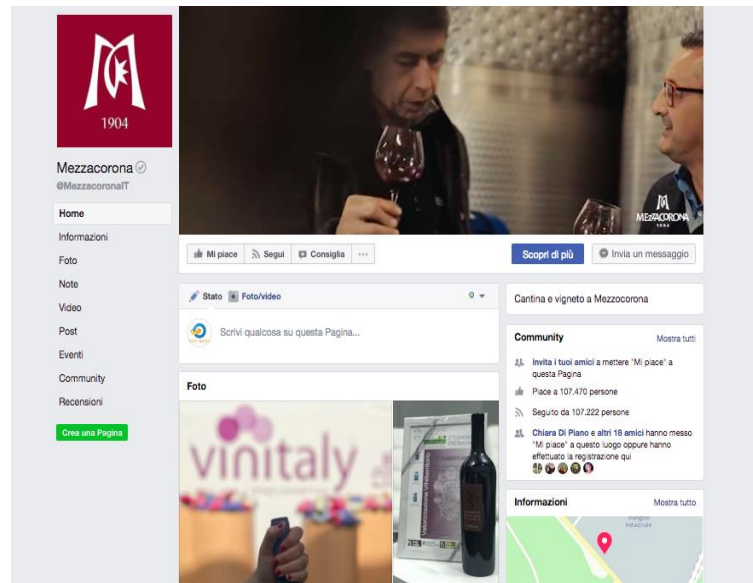 1904
Mezzacorona
@MezzacoronaIT
Home
Informazioni
Foto
Note
Video
Post
Eventi
Community
Recensioni
Crea una Pagina
MEZZACORONA
1904
Mi piace
Segui
Consiglia
...
Scopri di più
Invia un messaggio
Stato
Foto/video
Scrivi qualcosa su questa Pagina...
Foto
vinitaly
Valorizzazione Vinotestimonio
Cantina e vigneto a Mezzocorona
Community
Mostra tutti
Invita i tuoi amici a mettere "Mi piace" a
questa Pagina
Piace a 107.470 persone
Seguito da 107.222 persone
Chiara Di Piano e altri 18 amici hanno messo
"Mi piace" a questo luogo oppure hanno
effettuato la registrazione qui
Informazioni
Mostra tutto